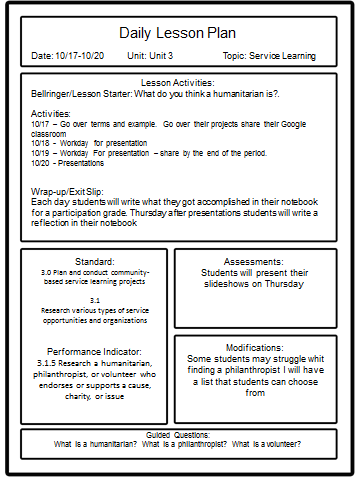 Daily Lesson Plan
Date: 10/17-10/20 Unit: Unit 3 Topic: Service Learning
Lesson Activities:
Bellringer/Lesson Starter: What do you think a humanitarian is?.
Activities:
10/17 – Go over terms and example. Go over their projects share their Google
classroom
10/18 - Workday for presentation
10/19 – Workday For presentation – share by the end of the period.
10/20 - Presentations
Wrap-up/Exit Slip:
Each day students will write what they got accomplished in their notebook
for a participation grade. Thursday after presentations students will write a
reflection in their notebook
Standard:
3.0 Plan and conduct community-
based service learning projects
3.1
Research various types of service
opportunities and organizations
Performance Indicator:
3.1.5 Research a humanitarian,
philanthropist, or volunteer who
endorses or supports a cause,
charity, or issue
Assessments:
Students will present their
slideshows on Thursday
Modifications:
Some students may struggle whit
finding a philanthropist I will have
a list that students can choose
from
Guided Questions:
What is a humanitarian? What is a philanthropist? What is a volunteer?